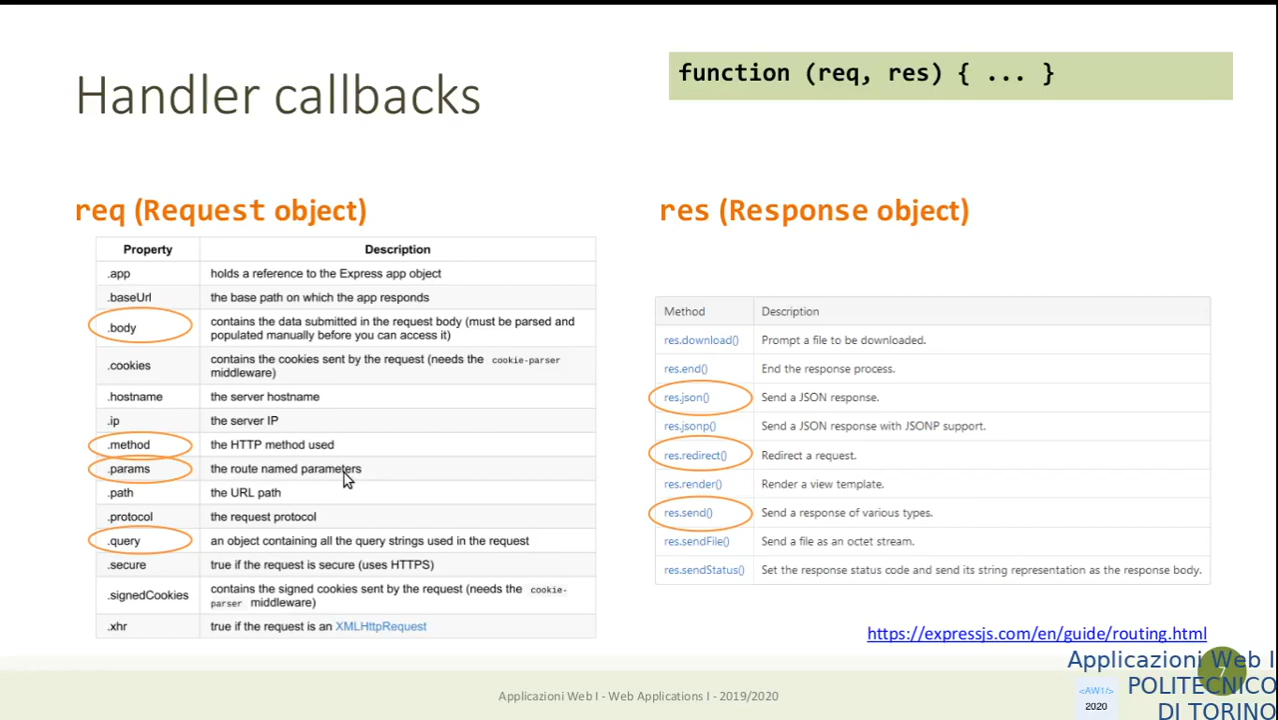 Handler callbacks
function (req, res) { ... }
req (Request object)
Property Description
.app holds a reference to the Express app object
.baseUrl the base path on which the app responds
.body contains the data submitted in the request body (must be parsed and
populated manually before you can access it)
.cookies contains the cookies sent by the request (needs the cookie-parser
middleware)
.hostname the server hostname
.ip the server IP
.method the HTTP method used
.params the route named parameters
.path the URL path
.protocol the request protocol
.query an object containing all the query strings used in the request
.secure true if the request is secure (uses HTTPS)
.signedCookies contains the signed cookies sent by the request (needs the cookie-
parser middleware)
.xhr true if the request is an XMLHttpRequest
res (Response object)
Method Description
res.download() Prompt a file to be downloaded.
res.end() End the response process.
res.json() Send a JSON response.
res.jsonp() Send a JSON response with JSONP support.
res.redirect() Redirect a request.
res.render() Render a view template.
res.send() Send a response of various types.
res.sendFile() Send a file as an octet stream.
res.sendStatus() Set the response status code and send its string representation as the response body.
https://expressjs.com/en/guide/routing.html
Applicazioni Web I - Web Applications I - 2019/2020
7
Applicazioni Web I
POLITECNICO
DI TORINO
<AW1/>
2020